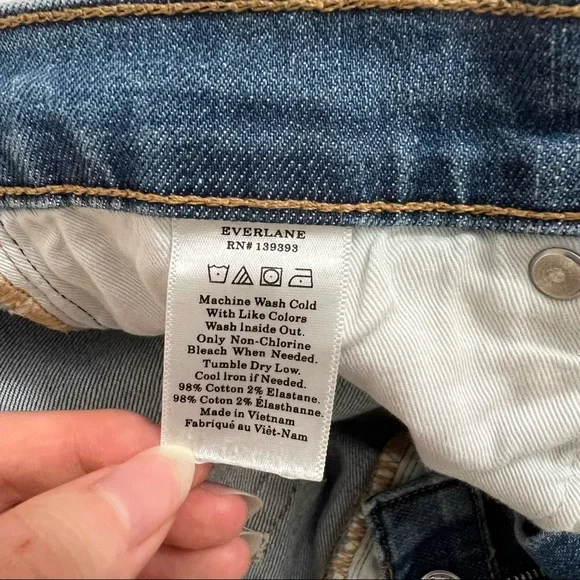 EVERLANE
RN# 139393
Machine Wash Cold
With Like Colors
Wash Inside Out.
Only Non-Chlorine
Bleach When Needed.
Tumble Dry Low.
Cool Iron if Needed.
98% Cotton 2% Elastane.
98% Cotton 2% Élasthanne.
Made in Vietnam
Fabriqué au Viêt-Nam